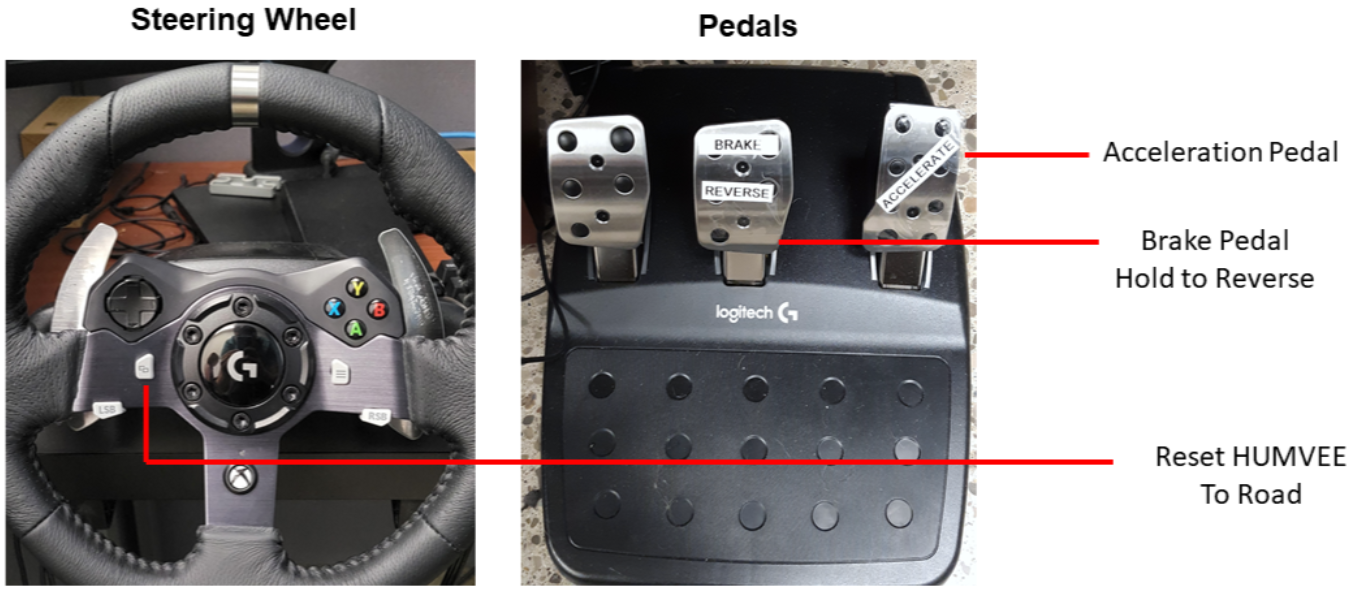 Steering Wheel
Pedals
BRAKE
REVERSE
ACCELERATE
Acceleration Pedal
Brake Pedal
Hold to Reverse
logitech G
Y
X
B
A
G
LSB
RSB
Reset HUMVEE
To Road